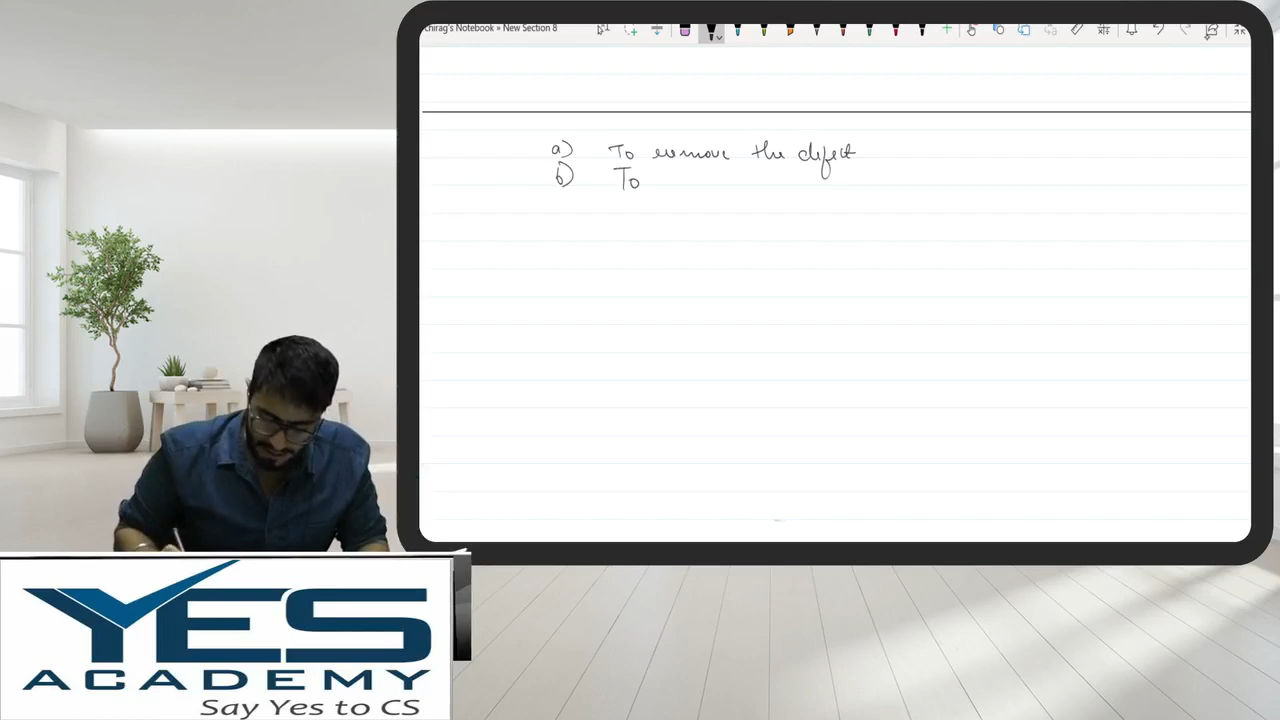 chirag's Notebook » New Section 8
a) To remove the defect
b) To
YES
ACADEMY
Say Yes to CS